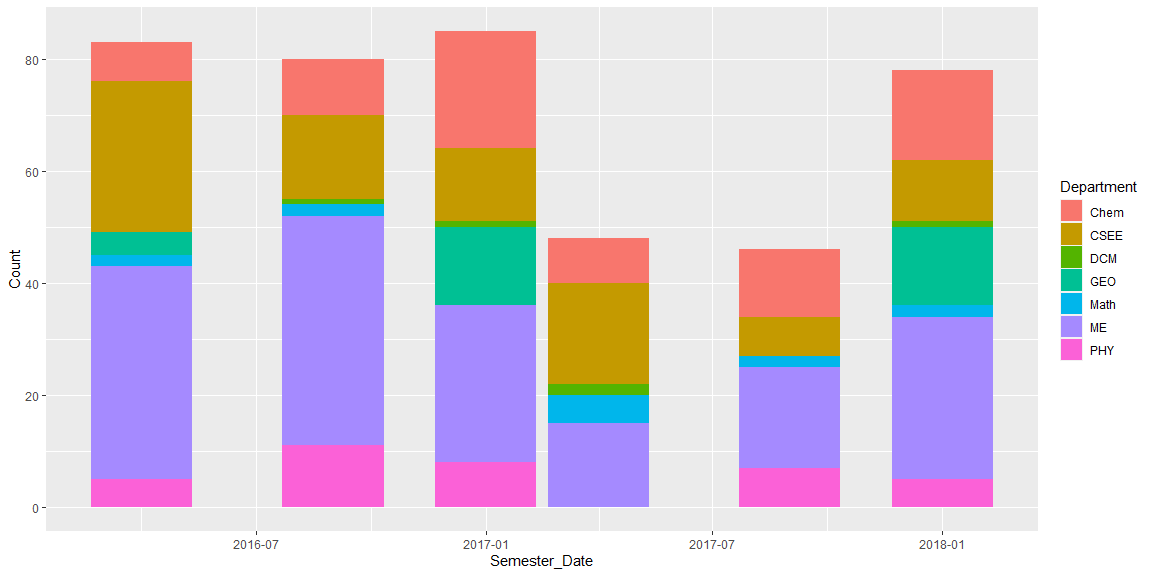 80
60
40
20
0
Count
2016-07
2017-01
2017-07
2018-01
Semester_Date
Department
Chem
CSEE
DCM
GEO
Math
ME
PHY